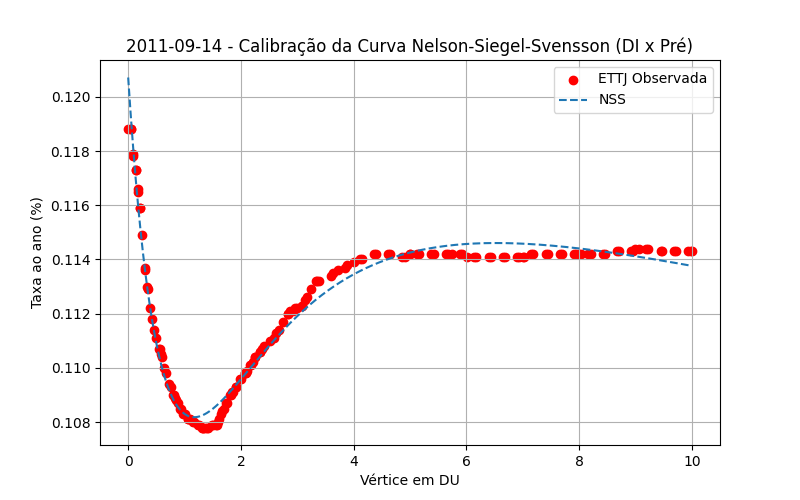 2011-09-14 - Calibração da Curva Nelson-Siegel-Svensson (DI x Pré)
ETTJ Observada
NSS
Taxa ao ano (%)
0.120
0.118
0.116
0.114
0.112
0.110
0.108
0 2 4 6 8 10
Vértice em DU